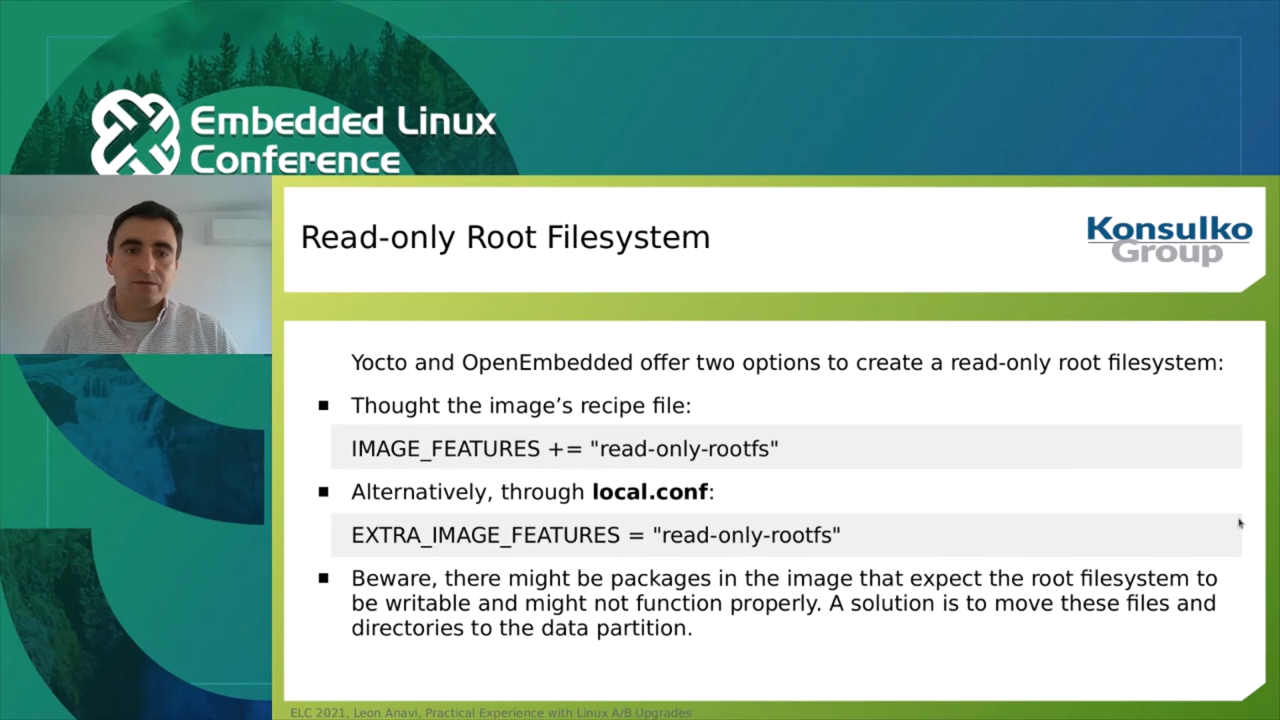 Embedded Linux
Conference
Read-only Root Filesystem
Konsulko
Group
Yocto and OpenEmbedded offer two options to create a read-only root filesystem:
Thought the image’s recipe file:
IMAGE_FEATURES += "read-only-rootfs"
Alternatively, through local.conf:
EXTRA_IMAGE_FEATURES = "read-only-rootfs"
Beware, there might be packages in the image that expect the root filesystem to
be writable and might not function properly. A solution is to move these files and
directories to the data partition.
ELC 2021, Leon Anavi, Practical Experience with Linux A/B Upgrades